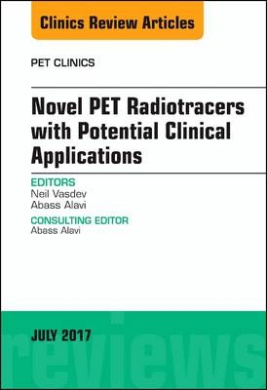 Clinics Review Articles
PET CLINICS
Novel PET Radiotracers
with Potential Clinical
Applications
EDITORS
Neil Vasdev
Abass Alavi
CONSULTING EDITOR
Abass Alavi
JULY 2017
reviews